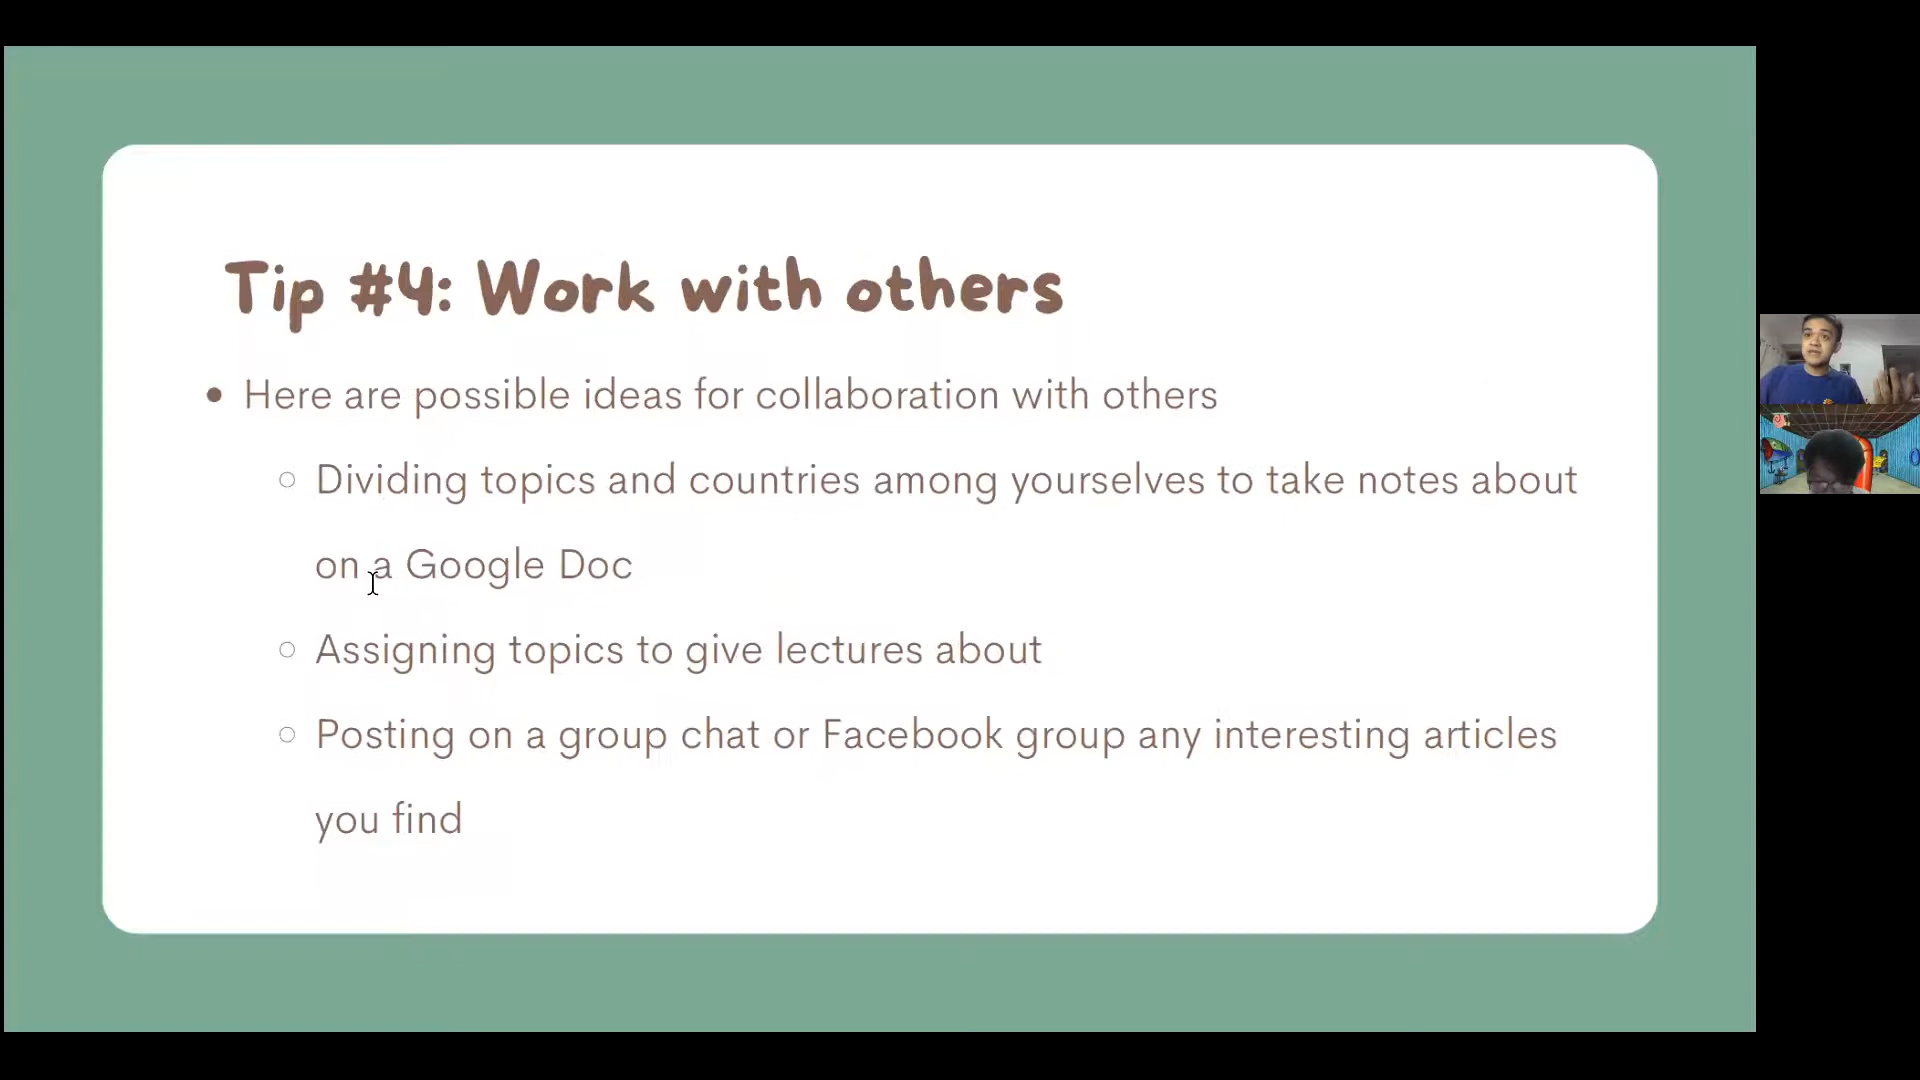 Tip #4: Work with others
• Here are possible ideas for collaboration with others
○ Dividing topics and countries among yourselves to take notes about
on a Google Doc
○ Assigning topics to give lectures about
○ Posting on a group chat or Facebook group any interesting articles
you find